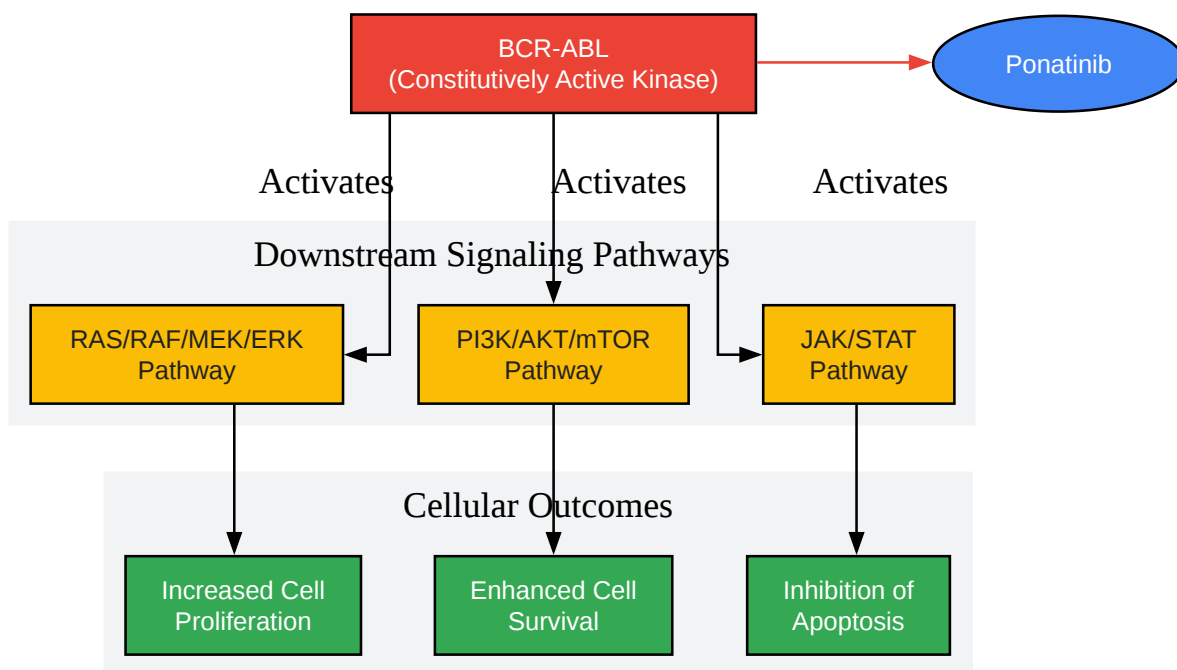 BCR-ABL
(Constitutively Active Kinase)
Ponatinib
Activates
Activates
Activates
Downstream Signaling Pathways
RAS/RAF/MEK/ERK
Pathway
PI3K/AKT/mTOR
Pathway
JAK/STAT
Pathway
Cellular Outcomes
Increased Cell
Proliferation
Enhanced Cell
Survival
Inhibition of
Apoptosis